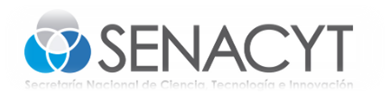 SENACYT
Secretaría Nacional de Ciencia, Tecnología e Innovación